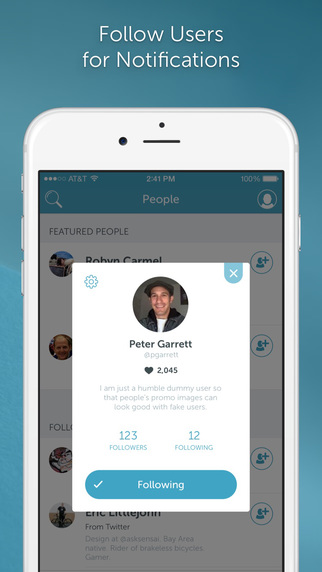 Follow Users
for Notifications
AT&T 2:41 PM 100%
People
FEATURED PEOPLE
Robyn Carmel
Peter Garrett
@pgarrett
2,045
I am just a humble dummy user so
that people's promo images can
look good with fake users.
123 12
FOLLOWERS FOLLOWING
Following
Eric Littlejohn
From Twitter
Design at @asksensai, Bay Area
native. Rider of brakeless bicycles
Gamer.